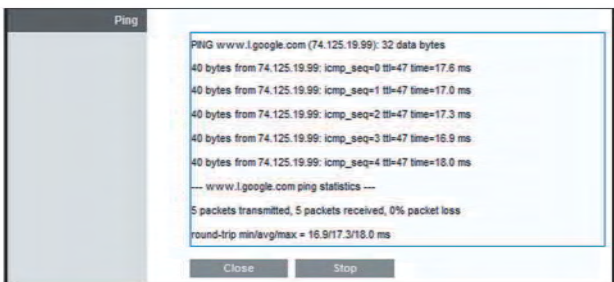 Ping
PING www.l.google.com (74.125.19.99): 32 data bytes
40 bytes from 74.125.19.99: icmp_seq=0 ttl=47 time=17.6 ms
40 bytes from 74.125.19.99: icmp_seq=1 ttl=47 time=17.0 ms
40 bytes from 74.125.19.99: icmp_seq=2 ttl=47 time=17.3 ms
40 bytes from 74.125.19.99: icmp_seq=3 ttl=47 time=16.9 ms
40 bytes from 74.125.19.99: icmp_seq=4 ttl=47 time=18.0 ms
--- www.l.google.com ping statistics ---
5 packets transmitted, 5 packets received, 0% packet loss
round-trip min/avg/max = 16.9/17.3/18.0 ms
Close Stop